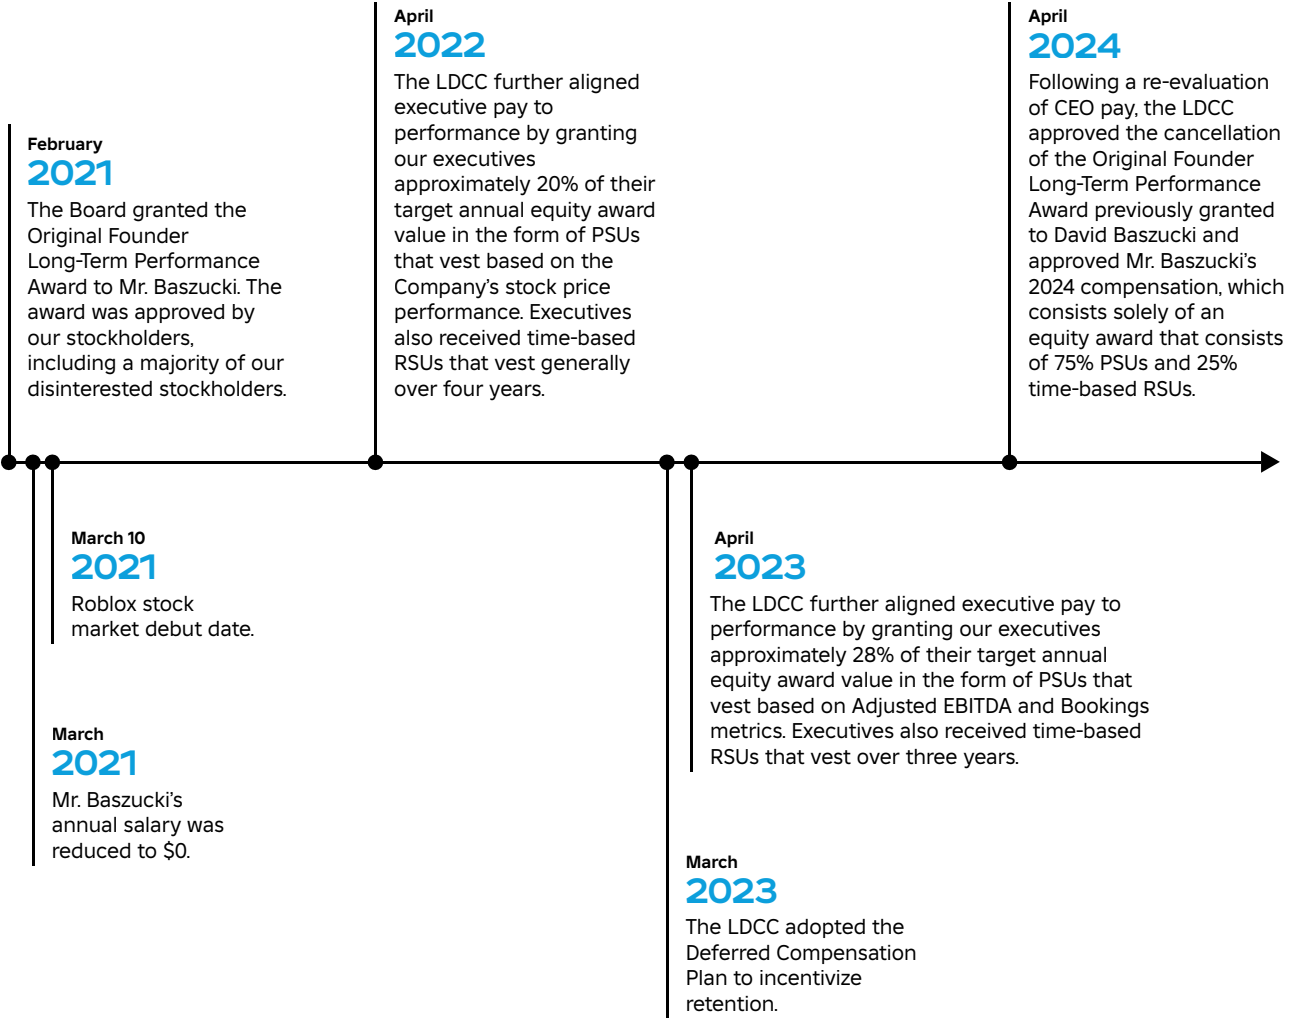 February
2021
The Board granted the
Original Founder
Long-Term Performance
Award to Mr. Baszucki. The
award was approved by
our stockholders,
including a majority of our
disinterested stockholders.
April
2022
The LDCC further aligned
executive pay to
performance by granting
our executives
approximately 20% of their
target annual equity award
value in the form of PSUs
that vest based on the
Company’s stock price
performance. Executives
also received time-based
RSUs that vest generally
over four years.
April
2024
Following a re-evaluation
of CEO pay, the LDCC
approved the cancellation
of the Original Founder
Long-Term Performance
Award previously granted
to David Baszucki and
approved Mr. Baszucki’s
2024 compensation, which
consists solely of an
equity award that consists
of 75% PSUs and 25%
time-based RSUs.
March 10
2021
Roblox stock
market debut date.
March
2021
Mr. Baszucki’s
annual salary was
reduced to $0.
April
2023
The LDCC further aligned executive pay to
performance by granting our executives
approximately 28% of their target annual
equity award value in the form of PSUs that
vest based on Adjusted EBITDA and Bookings
metrics. Executives also received time-based
RSUs that vest over three years.
March
2023
The LDCC adopted the
Deferred Compensation
Plan to incentivize
retention.